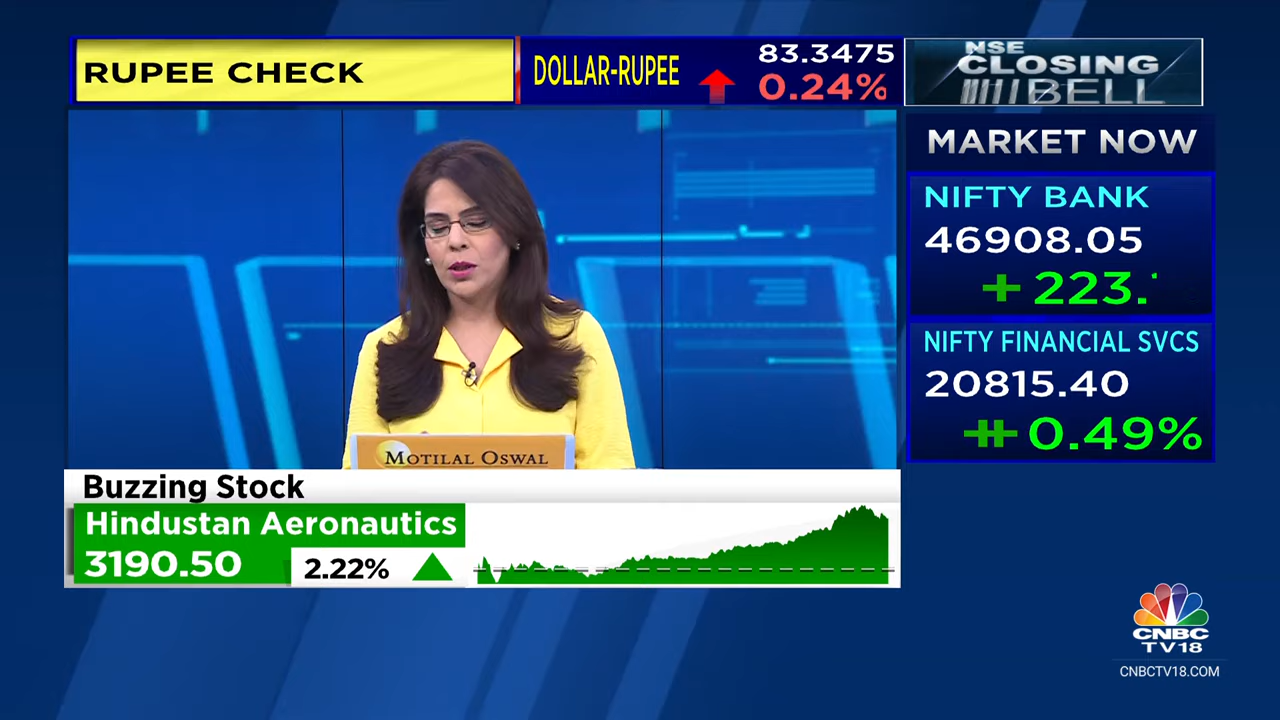 RUPEE CHECK
DOLLAR-RUPEE
83.3475
0.24%
NSE
CLOSING
BELL
MARKET NOW
NIFTY BANK
46908.05
+ 223.
NIFTY FINANCIAL SVCS
20815.40
0.49%
MOTILAL OSWAL
Buzzing Stock
Hindustan Aeronautics
3190.50
2.22%
CNBC
TV18
CNBCTV18.COM